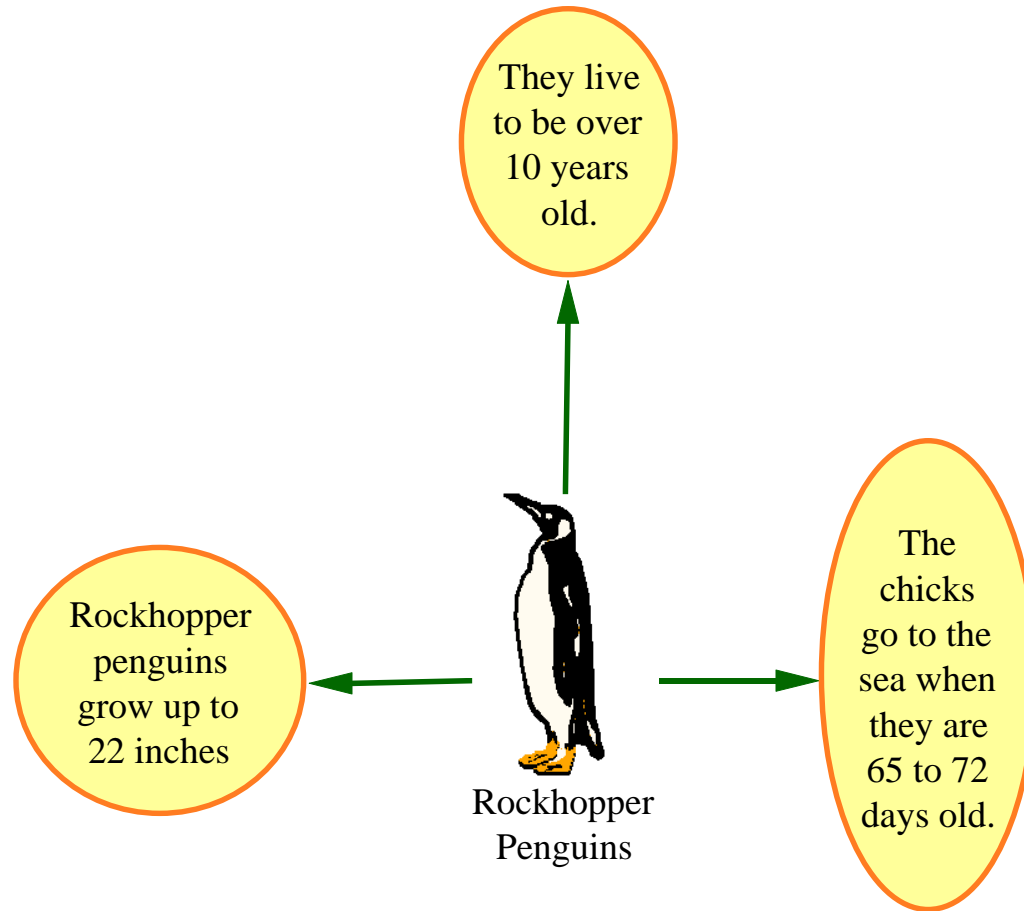 They live
to be over
10 years
old.
Rockhopper
penguins
grow up to
22 inches
The
chicks
go to the
sea when
they are
65 to 72
days old.
Rockhopper
Penguins